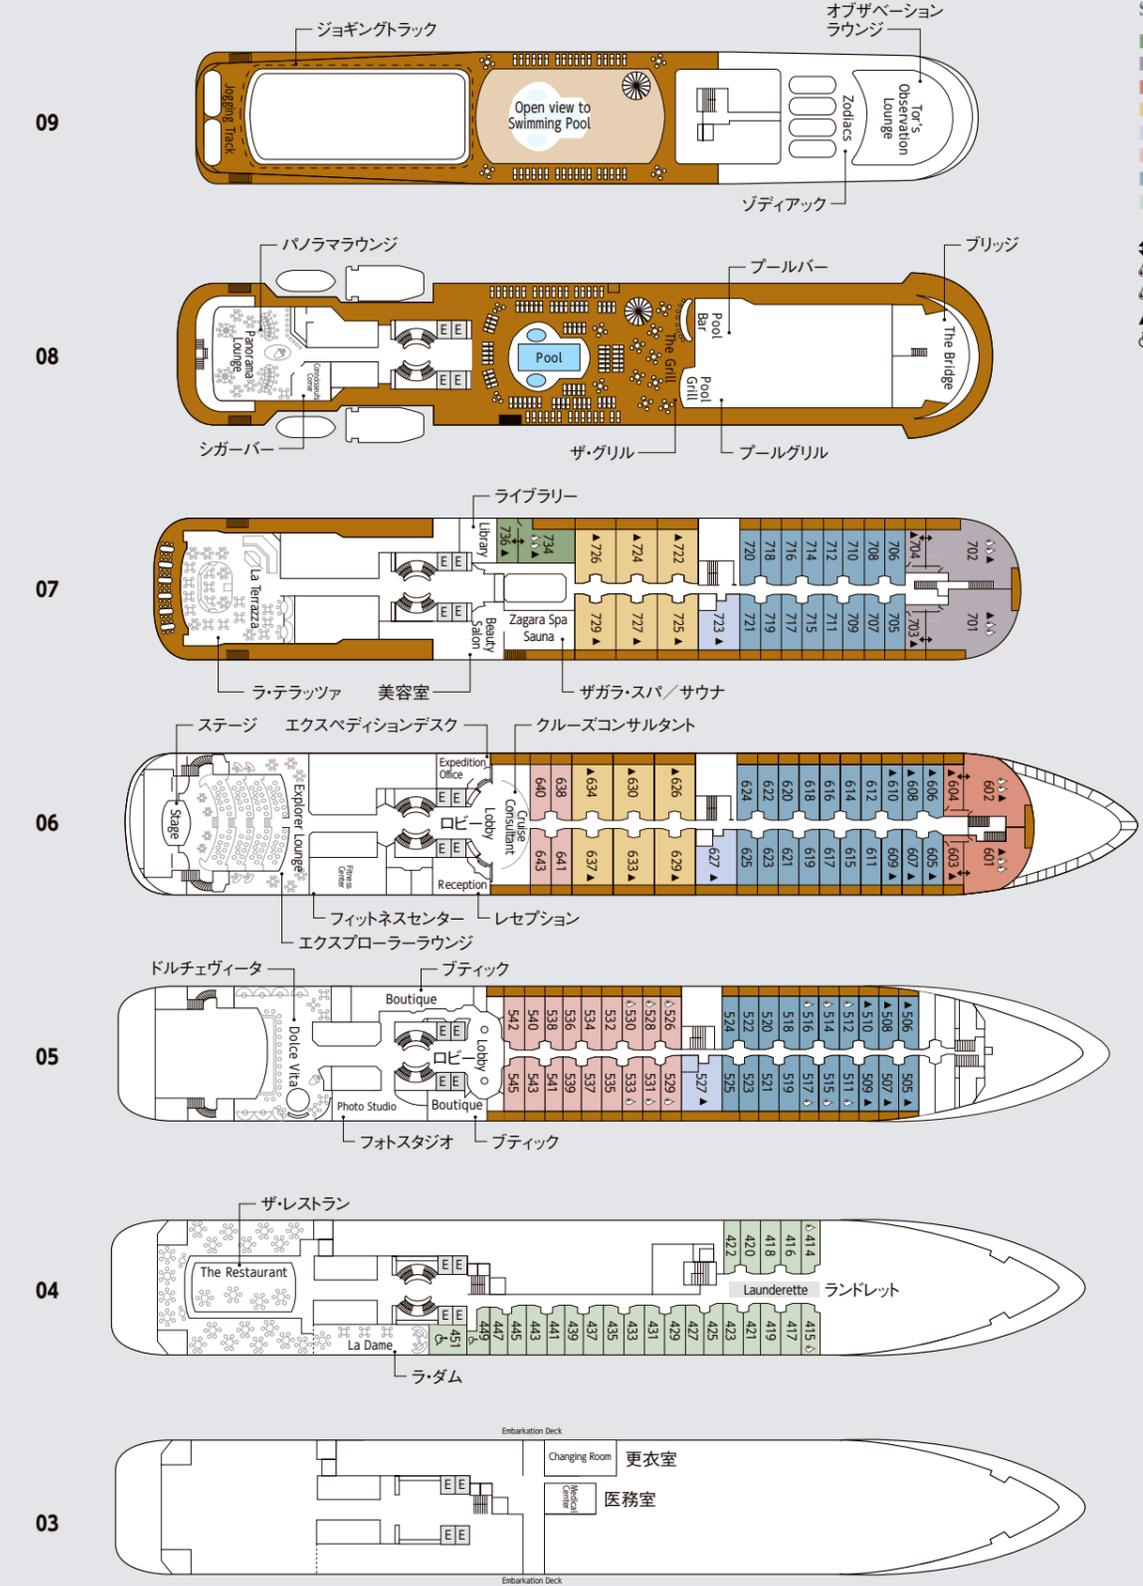 オブザベーション
ラウンジ
ジョギングトラック
09
Jogging Track
Open view to
Swimming Pool
Zodiacs
Tor's
Observation
Lounge
ゾディアック
パノラマラウンジ
プールバー
ブリッジ
08
Panorama
Lounge
Connoisseur's
Corner
E E
E E
Pool
The Grill
Pool
Bar
Pool
Grill
The Bridge
シガーバー
ザ・グリル
プールグリル
ライブラリー
07
La Terrazza
E E
E E
Library
Beauty
Salon
Zagara Spa
Sauna
736 734 726 724 722 720 718 716 714 712 710 708 706 704 702
729 727 725 723 721 719 717 715 711 709 707 705 703 701
ラ・テラッツァ
美容室
ザガラ・スパ／サウナ
ステージ
エクスペディションデスク
クルーズコンサルタント
06
Stage
Explorer Lounge
Fitness
Center
Expedition
Office
E E
ロビー
Lobby
E E
Reception
Cruise
Consultant
640 638 634 630 626 624 622 620 618 616 614 612 610 608 606 604 602
643 641 637 633 629 627 625 623 621 619 617 615 611 609 607 605 603 601
フィットネスセンター
レセプション
エクスプローラーラウンジ
ドルチェヴィータ
ブティック
05
Dolce Vita
Boutique
E E
ロビー
Lobby
E E
Photo Studio
Boutique
542 540 538 536 534 532 530 528 526 524 522 520 518 516 514 512 510 508 506
545 543 541 539 537 535 533 531 529 527 525 523 521 519 517 515 511 509 507 505
フォトスタジオ
ブティック
ザ・レストラン
04
The Restaurant
E E
E E
La Dame
422 420 418 416 414
Launderette
ランドレット
451 449 447 445 443 441 439 437 435 433 431 429 427 425 423 421 419 417 415
ラ・ダム
Embarkation Deck
03
E E
E E
Changing Room
更衣室
Medical
Center
医務室
Embarkation Deck